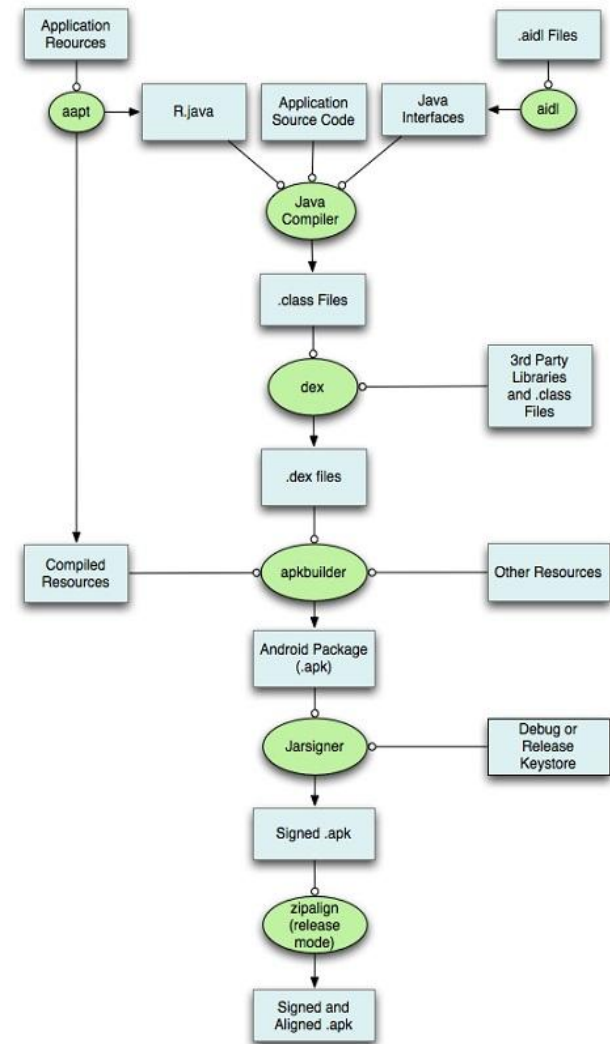 Application
Reources
.aidl Files
aapt
R.java
Application
Source Code
Java
Interfaces
aidl
Java
Compiler
.class Files
dex
3rd Party
Libraries
and .class
Files
.dex files
Compiled
Resources
apkbuilder
Other Resources
Android Package
(.apk)
Jarsigner
Debug or
Release
Keystore
Signed .apk
zipalign
(release
mode)
Signed and
Aligned .apk